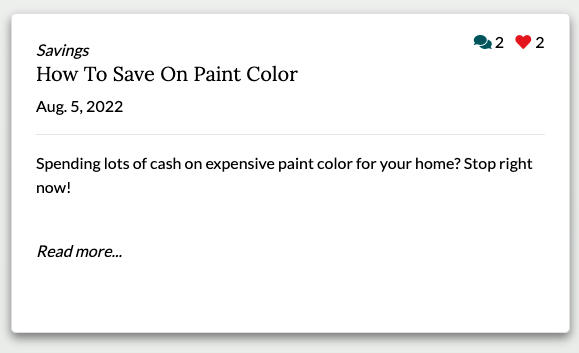 Savings
2 2
How To Save On Paint Color
Aug. 5, 2022
Spending lots of cash on expensive paint color for your home? Stop right
now!
Read more...